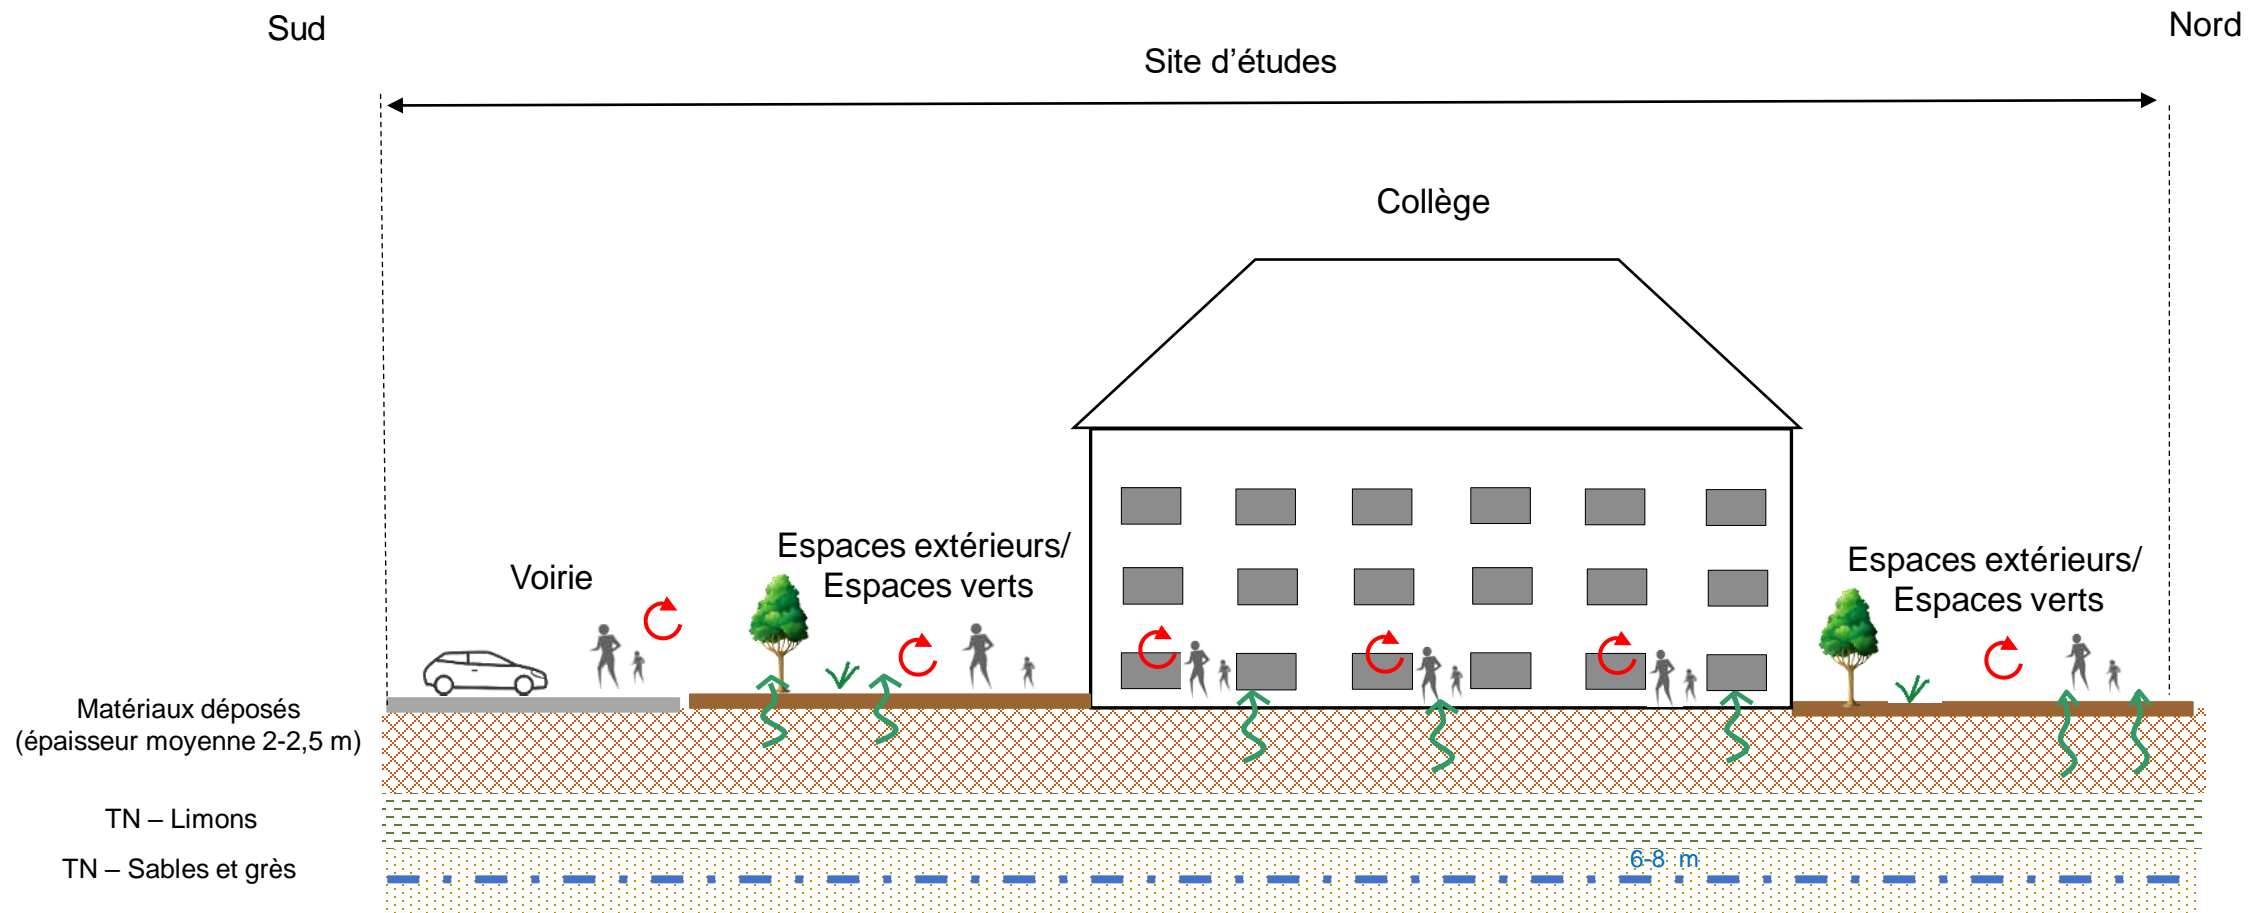 Sud
Nord
Site d’études
Collège
Espaces extérieurs/
Espaces verts
Voirie
Espaces extérieurs/
Espaces verts
Matériaux déposés
(épaisseur moyenne 2-2,5 m)
TN – Limons
TN – Sables et grès
6-8 m